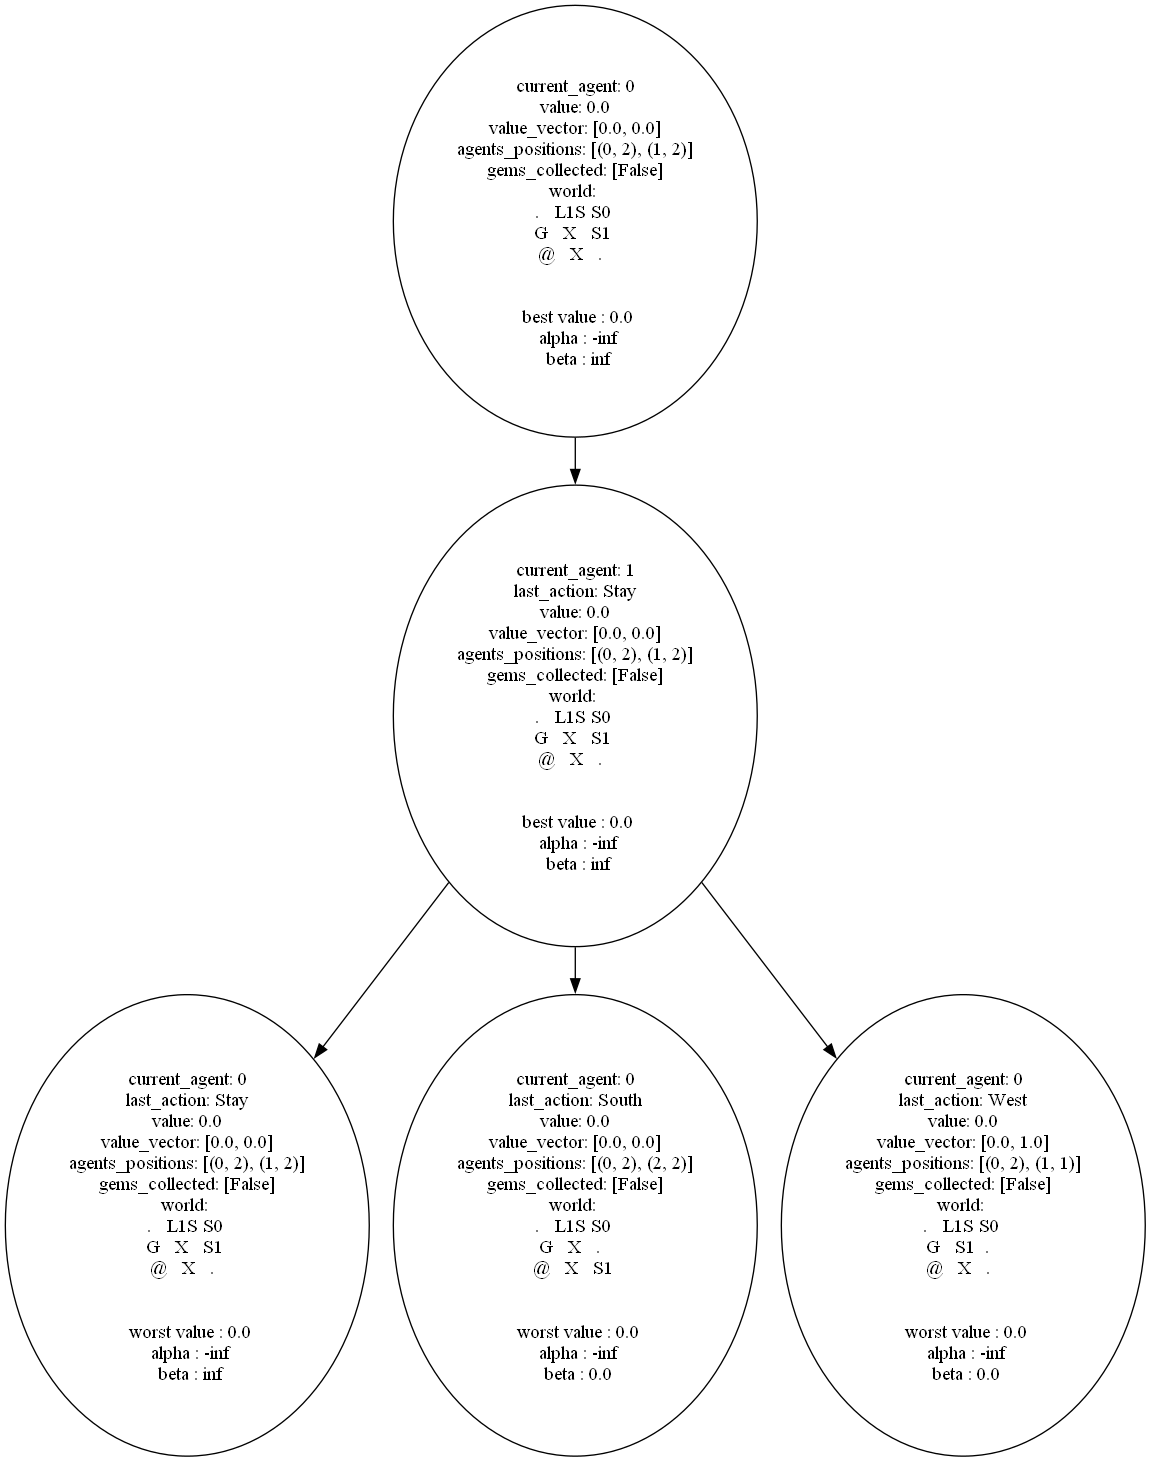 current_agent: 0
value: 0.0
value_vector: [0.0, 0.0]
agents_positions: [(0, 2), (1, 2)]
gems_collected: [False]
world:
. L1S S0
G X S1
@ X .
best value : 0.0
alpha : -inf
beta : inf
current_agent: 1
last_action: Stay
value: 0.0
value_vector: [0.0, 0.0]
agents_positions: [(0, 2), (1, 2)]
gems_collected: [False]
world:
. L1S S0
G X S1
@ X .
best value : 0.0
alpha : -inf
beta : inf
current_agent: 0
last_action: Stay
value: 0.0
value_vector: [0.0, 0.0]
agents_positions: [(0, 2), (1, 2)]
gems_collected: [False]
world:
. L1S S0
G X S1
@ X .
worst value : 0.0
alpha : -inf
beta : inf
current_agent: 0
last_action: South
value: 0.0
value_vector: [0.0, 0.0]
agents_positions: [(0, 2), (2, 2)]
gems_collected: [False]
world:
. L1S S0
G X .
@ X S1
worst value : 0.0
alpha : -inf
beta : 0.0
current_agent: 0
last_action: West
value: 0.0
value_vector: [0.0, 1.0]
agents_positions: [(0, 2), (1, 1)]
gems_collected: [False]
world:
. L1S S0
G S1 .
@ X .
worst value : 0.0
alpha : -inf
beta : 0.0